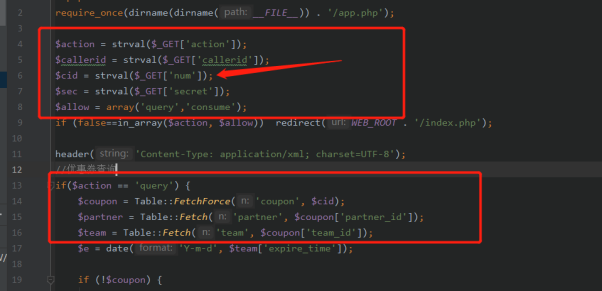 2 require_once(dirname(dirname( path: __FILE__)) . '/app.php');
3
4 $action = strval($_GET['action']);
5 $callerid = strval($_GET['callerid']);
6 $cid = strval($_GET['num']);
7 $sec = strval($_GET['secret']);
8 $allow = array('query','consume');
9 if (false==in_array($action, $allow)) redirect( url: WEB_ROOT . '/index.php');
10
11 header( string: 'Content-Type: application/xml; charset=UTF-8');
12 //优惠券查询
13 if($action == 'query') {
14 $coupon = Table::FetchForce( n: 'coupon', $cid);
15 $partner = Table::Fetch( n: 'partner', $coupon['partner_id']);
16 $team = Table::Fetch( n: 'team', $coupon['team_id']);
17 $e = date( format: 'Y-m-d', $team['expire_time']);
18
19 if (!$coupon) {